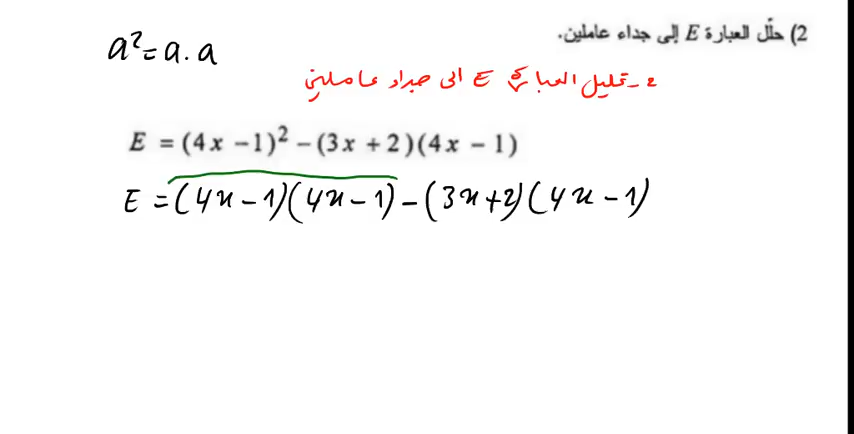 2) حلّل العبارة E إلى جداء عاملين.
a² = a . a
2 - تحليل العبارة E الى جداء عاملين
E = (4x − 1)² − (3x + 2)(4x − 1)
E = (4x − 1)(4x − 1) − (3x + 2)(4x − 1)